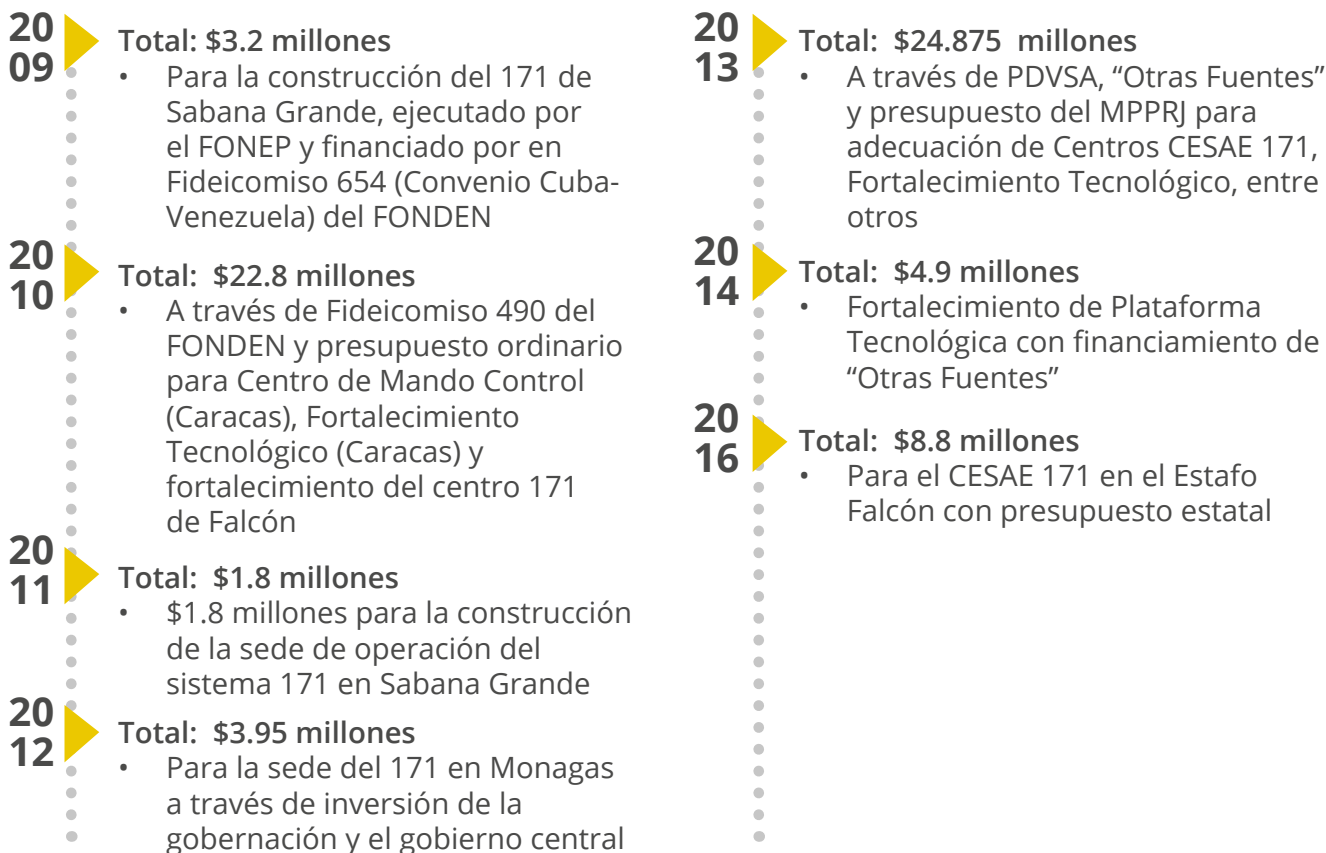 20
09
Total: $3.2 millones
• Para la construcción del 171 de
Sabana Grande, ejecutado por
el FONEP y financiado por en
Fideicomiso 654 (Convenio Cuba-
Venezuela) del FONDEN
20
10
Total: $22.8 millones
• A través de Fideicomiso 490 del
FONDEN y presupuesto ordinario
para Centro de Mando Control
(Caracas), Fortalecimiento
Tecnológico (Caracas) y
fortalecimiento del centro 171
de Falcón
20
11
Total: $1.8 millones
• $1.8 millones para la construcción
de la sede de operación del
sistema 171 en Sabana Grande
20
12
Total: $3.95 millones
• Para la sede del 171 en Monagas
a través de inversión de la
gobernación y el gobierno central
20
13
Total: $24.875 millones
• A través de PDVSA, “Otras Fuentes”
y presupuesto del MPPRJ para
adecuación de Centros CESAE 171,
Fortalecimiento Tecnológico, entre
otros
20
14
Total: $4.9 millones
• Fortalecimiento de Plataforma
Tecnológica con financiamiento de
“Otras Fuentes”
20
16
Total: $8.8 millones
• Para el CESAE 171 en el Estafo
Falcón con presupuesto estatal